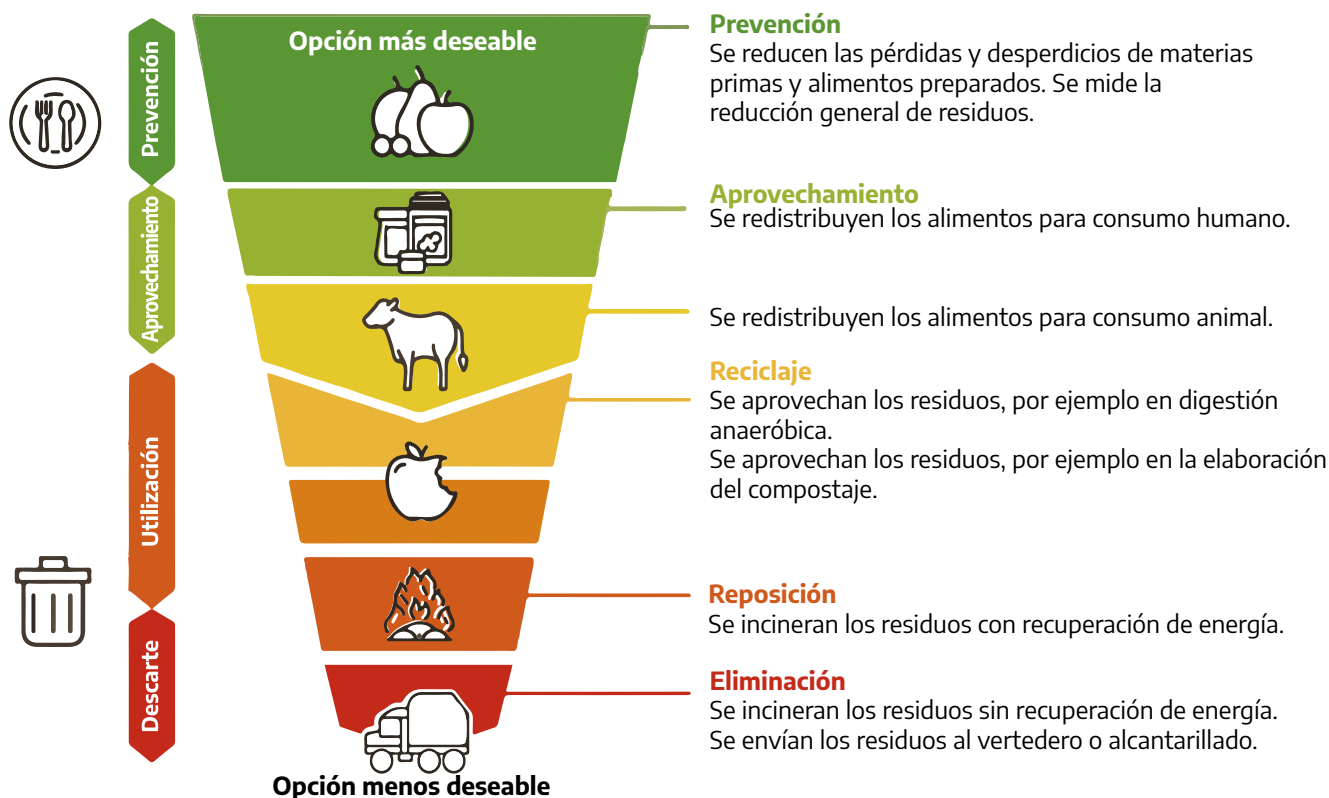 Prevención
Aprovechamiento
Utilización
Descarte
Opción más deseable
Prevención
Se reducen las pérdidas y desperdicios de materias
primas y alimentos preparados. Se mide la
reducción general de residuos.
Aprovechamiento
Se redistribuyen los alimentos para consumo humano.
Se redistribuyen los alimentos para consumo animal.
Reciclaje
Se aprovechan los residuos, por ejemplo en digestión
anaeróbica.
Se aprovechan los residuos, por ejemplo en la elaboración
del compostaje.
Reposición
Se incineran los residuos con recuperación de energía.
Eliminación
Se incineran los residuos sin recuperación de energía.
Se envían los residuos al vertedero o alcantarillado.
Opción menos deseable